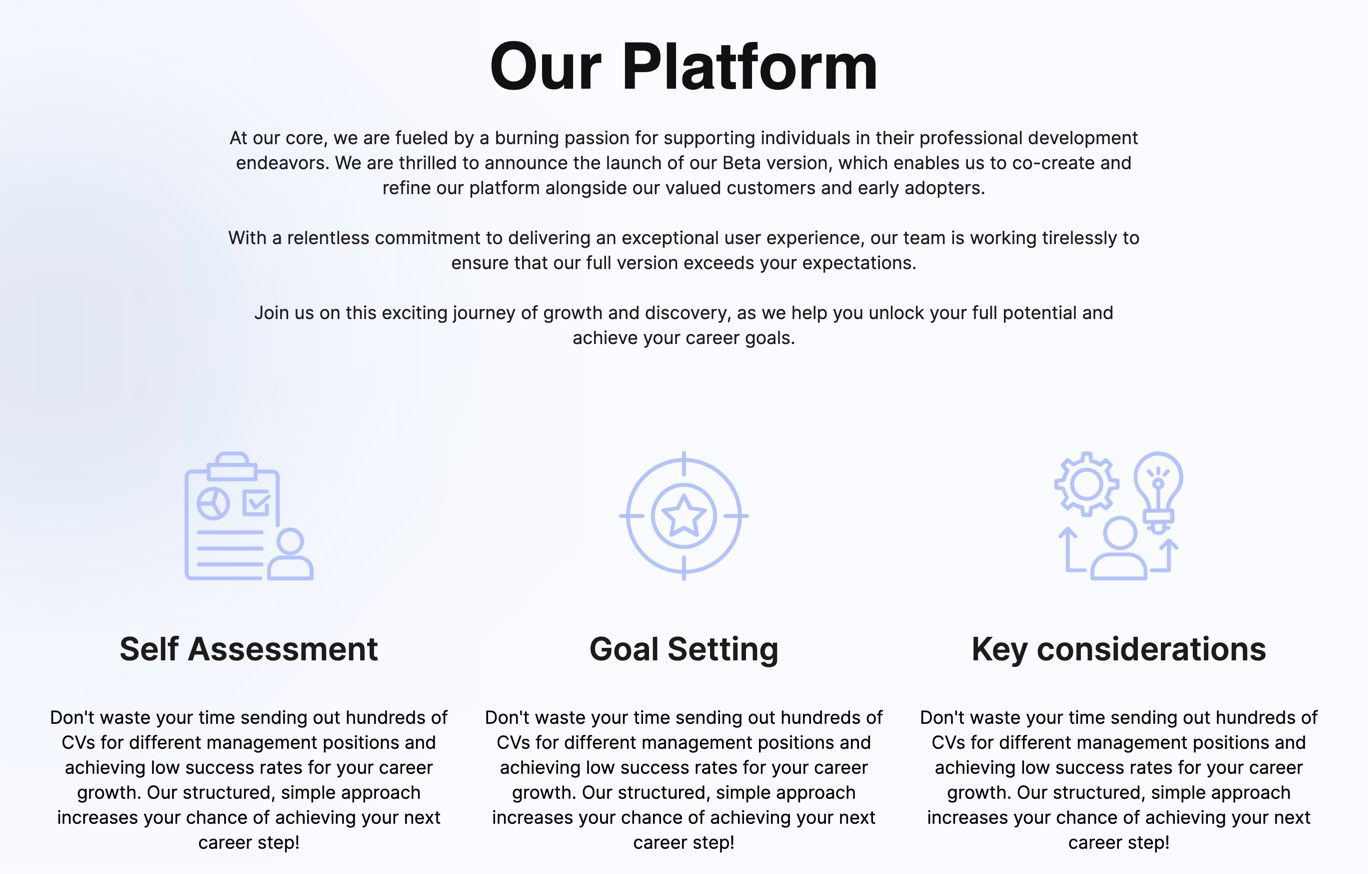 Our Platform
At our core, we are fueled by a burning passion for supporting individuals in their professional development
endeavors. We are thrilled to announce the launch of our Beta version, which enables us to co-create and
refine our platform alongside our valued customers and early adopters.
With a relentless commitment to delivering an exceptional user experience, our team is working tirelessly to
ensure that our full version exceeds your expectations.
Join us on this exciting journey of growth and discovery, as we help you unlock your full potential and
achieve your career goals.
Self Assessment
Don't waste your time sending out hundreds of
CVs for different management positions and
achieving low success rates for your career
growth. Our structured, simple approach
increases your chance of achieving your next
career step!
Goal Setting
Don't waste your time sending out hundreds of
CVs for different management positions and
achieving low success rates for your career
growth. Our structured, simple approach
increases your chance of achieving your next
career step!
Key considerations
Don't waste your time sending out hundreds of
CVs for different management positions and
achieving low success rates for your career
growth. Our structured, simple approach
increases your chance of achieving your next
career step!